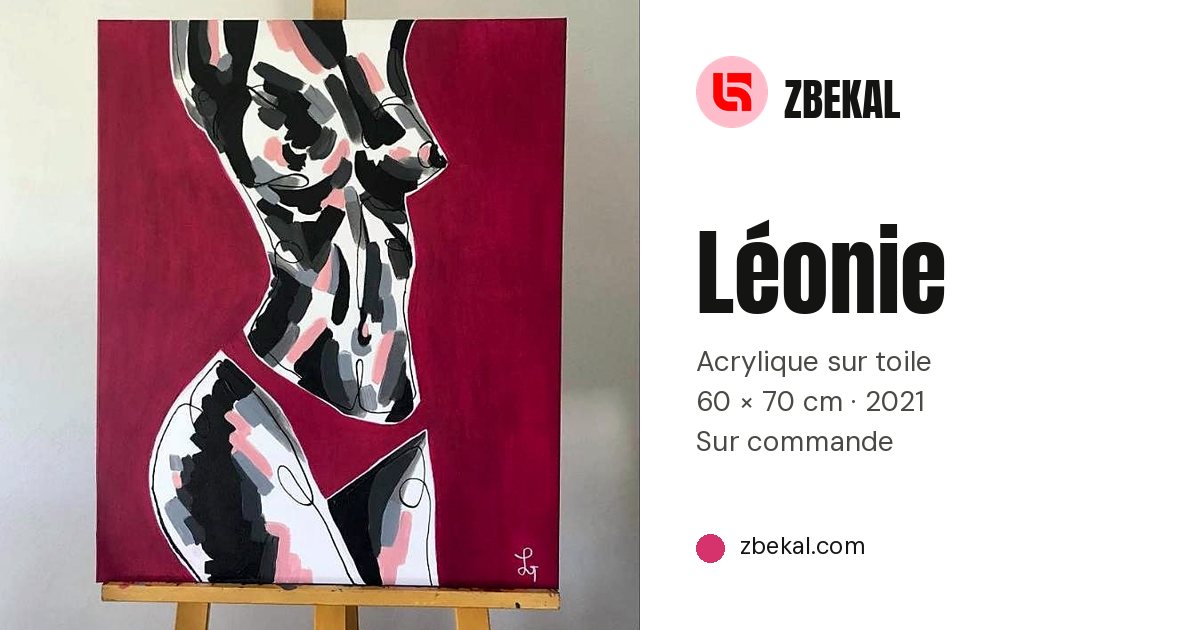 ZBEKAL
Léonie
Acrylique sur toile
60 × 70 cm · 2021
Sur commande
zbekal.com